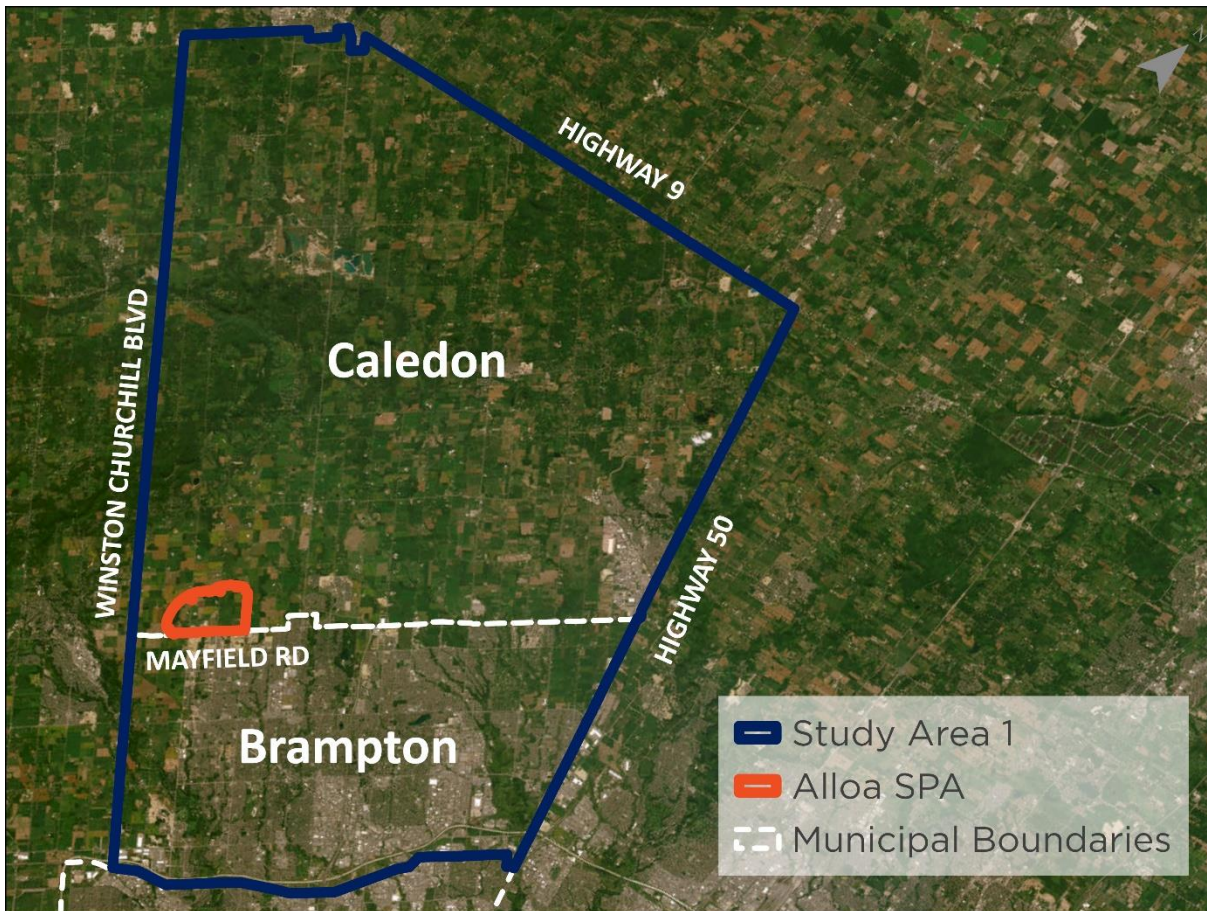 N
HIGHWAY 9
WINSTON CHURCHILL BLVD
Caledon
HIGHWAY 50
MAYFIELD RD
Brampton
Study Area 1
Alloa SPA
Municipal Boundaries